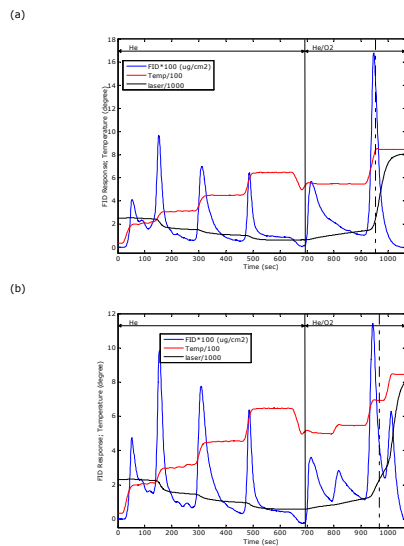 (a)
18
He
He/O2
16
FID*100 (ug/cm2)
Temp/100
laser/1000
14
12
10
8
6
4
2
0
FID Response; Temperature (degree)
0 100 200 300 400 500 600 700 800 900 1000
Time (sec)
(b)
12
He
He/O2
FID*100 (ug/cm2)
Temp/100
laser/1000
10
8
6
4
2
0
FID Response; Temperature (degree)
0 100 200 300 400 500 600 700 800 900 1000
Time (sec)